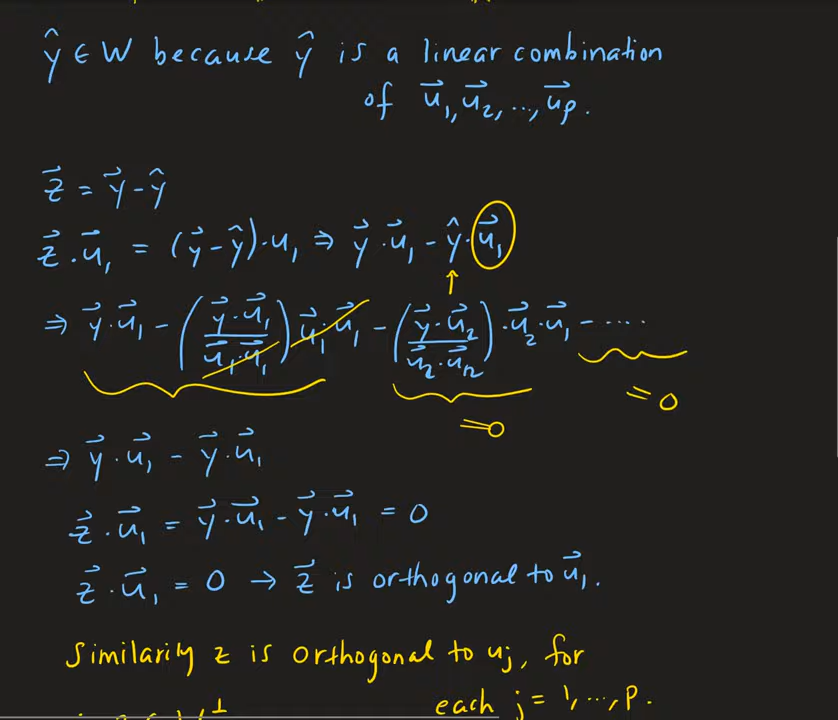 ŷ ∈ W because ŷ is a linear combination
of u⃗₁, u⃗₂, ..., u⃗p.
z⃗ = y⃗ - ŷ
z⃗ · u⃗₁ = (y⃗ - ŷ) · u₁ ⇒ y⃗ · u⃗₁ - ŷ · u⃗₁
⇒ y⃗ · u⃗₁ - (y⃗ · u⃗₁ / u⃗₁ · u⃗₁) u⃗₁ · u⃗₁ - (y⃗ · u⃗₂ / u⃗₂ · u⃗₂) · u⃗₂ · u⃗₁ - ....
= 0
= 0
⇒ y⃗ · u⃗₁ - y⃗ · u⃗₁
z⃗ · u⃗₁ = y⃗ · u⃗₁ - y⃗ · u⃗₁ = 0
z⃗ · u⃗₁ = 0 → z⃗ is orthogonal to u⃗₁.
Similarity z is orthogonal to uj, for
each j = 1, ..., p.